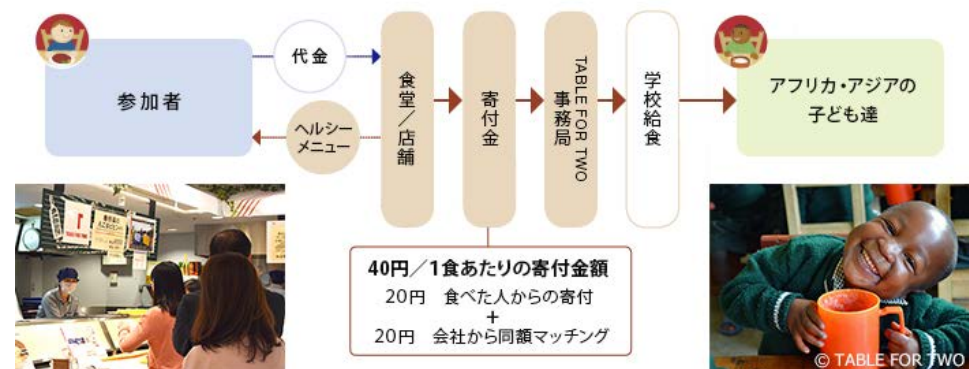 参加者
代金
ヘルシー
メニュー
食堂／店舗
寄付金
TABLE FOR TWO
事務局
学校給食
アフリカ・アジアの
子ども達
40円／1食あたりの寄付金額
20円　食べた人からの寄付
+
20円　会社から同額マッチング
© TABLE FOR TWO